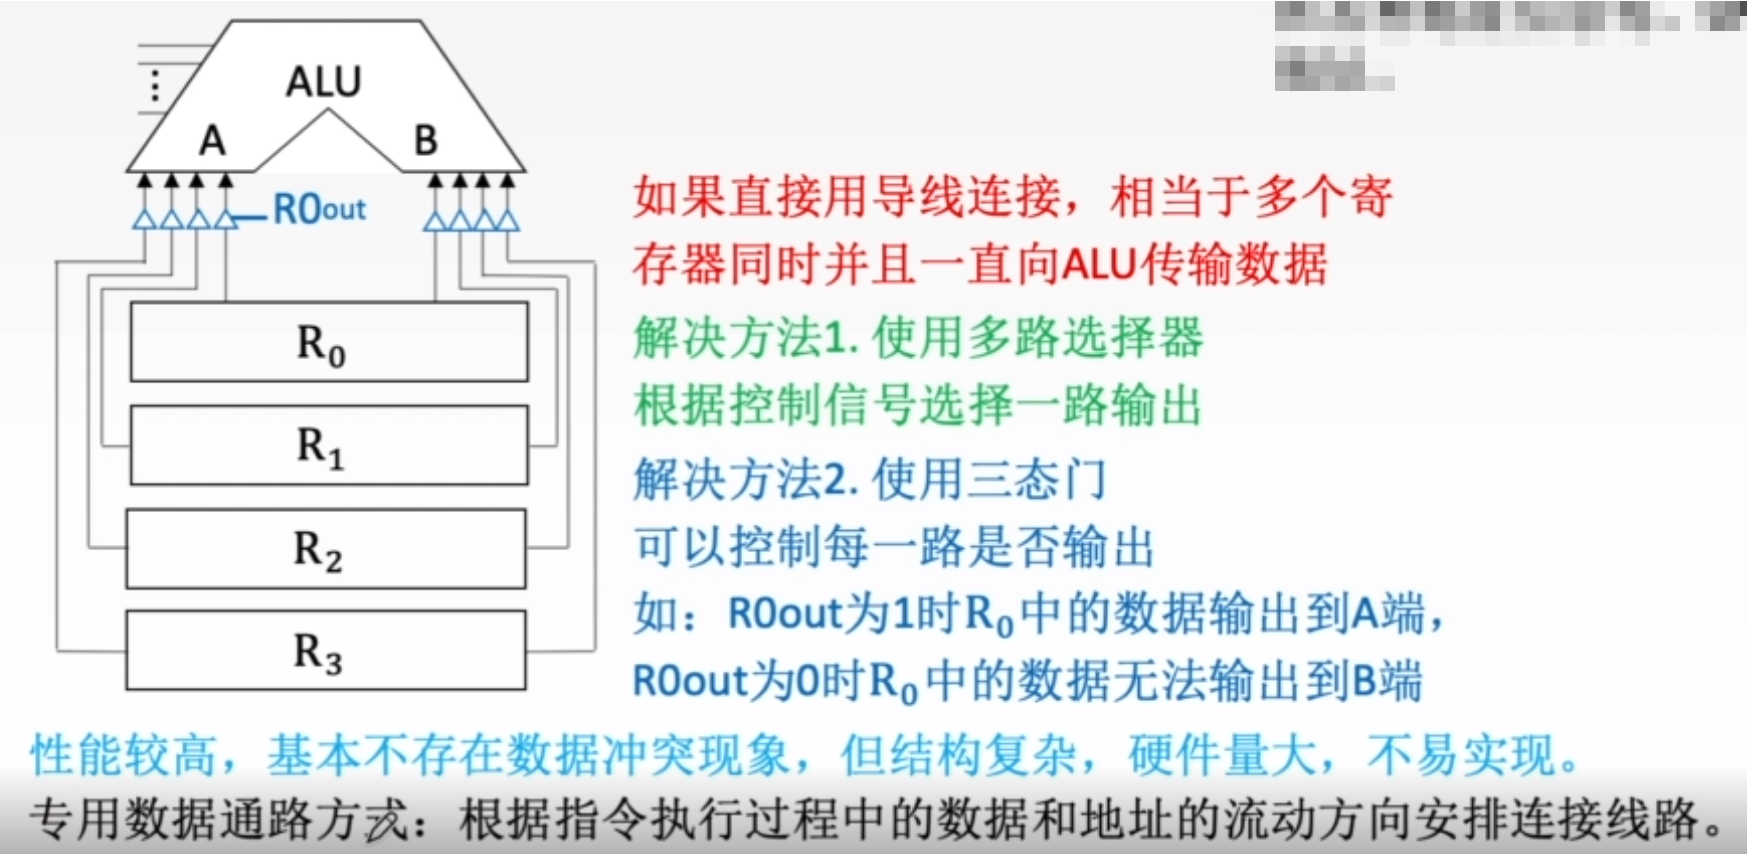 ALU
A
B
R0out
R₀
R₁
R₂
R₃
如果直接用导线连接，相当于多个寄
存器同时并且一直向ALU传输数据
解决方法1. 使用多路选择器
根据控制信号选择一路输出
解决方法2. 使用三态门
可以控制每一路是否输出
如：R0out为1时R₀中的数据输出到A端，
R0out为0时R₀中的数据无法输出到B端
性能较高，基本不存在数据冲突现象，但结构复杂，硬件量大，不易实现。
专用数据通路方式：根据指令执行过程中的数据和地址的流动方向安排连接线路。